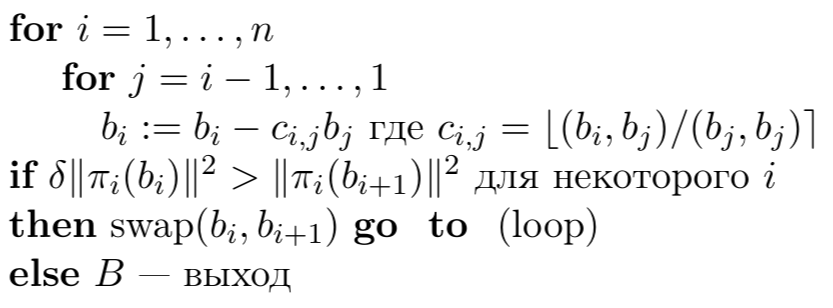 for i = 1, . . . , n
for j = i − 1, . . . , 1
b_i := b_i − c_{i,j}b_j где c_{i,j} = ⌊(b_i, b_j)/(b_j, b_j)⌉
if δ‖π_i(b_i)‖² > ‖π_i(b_{i+1})‖² для некоторого i
then swap(b_i, b_{i+1}) go to (loop)
else B — выход